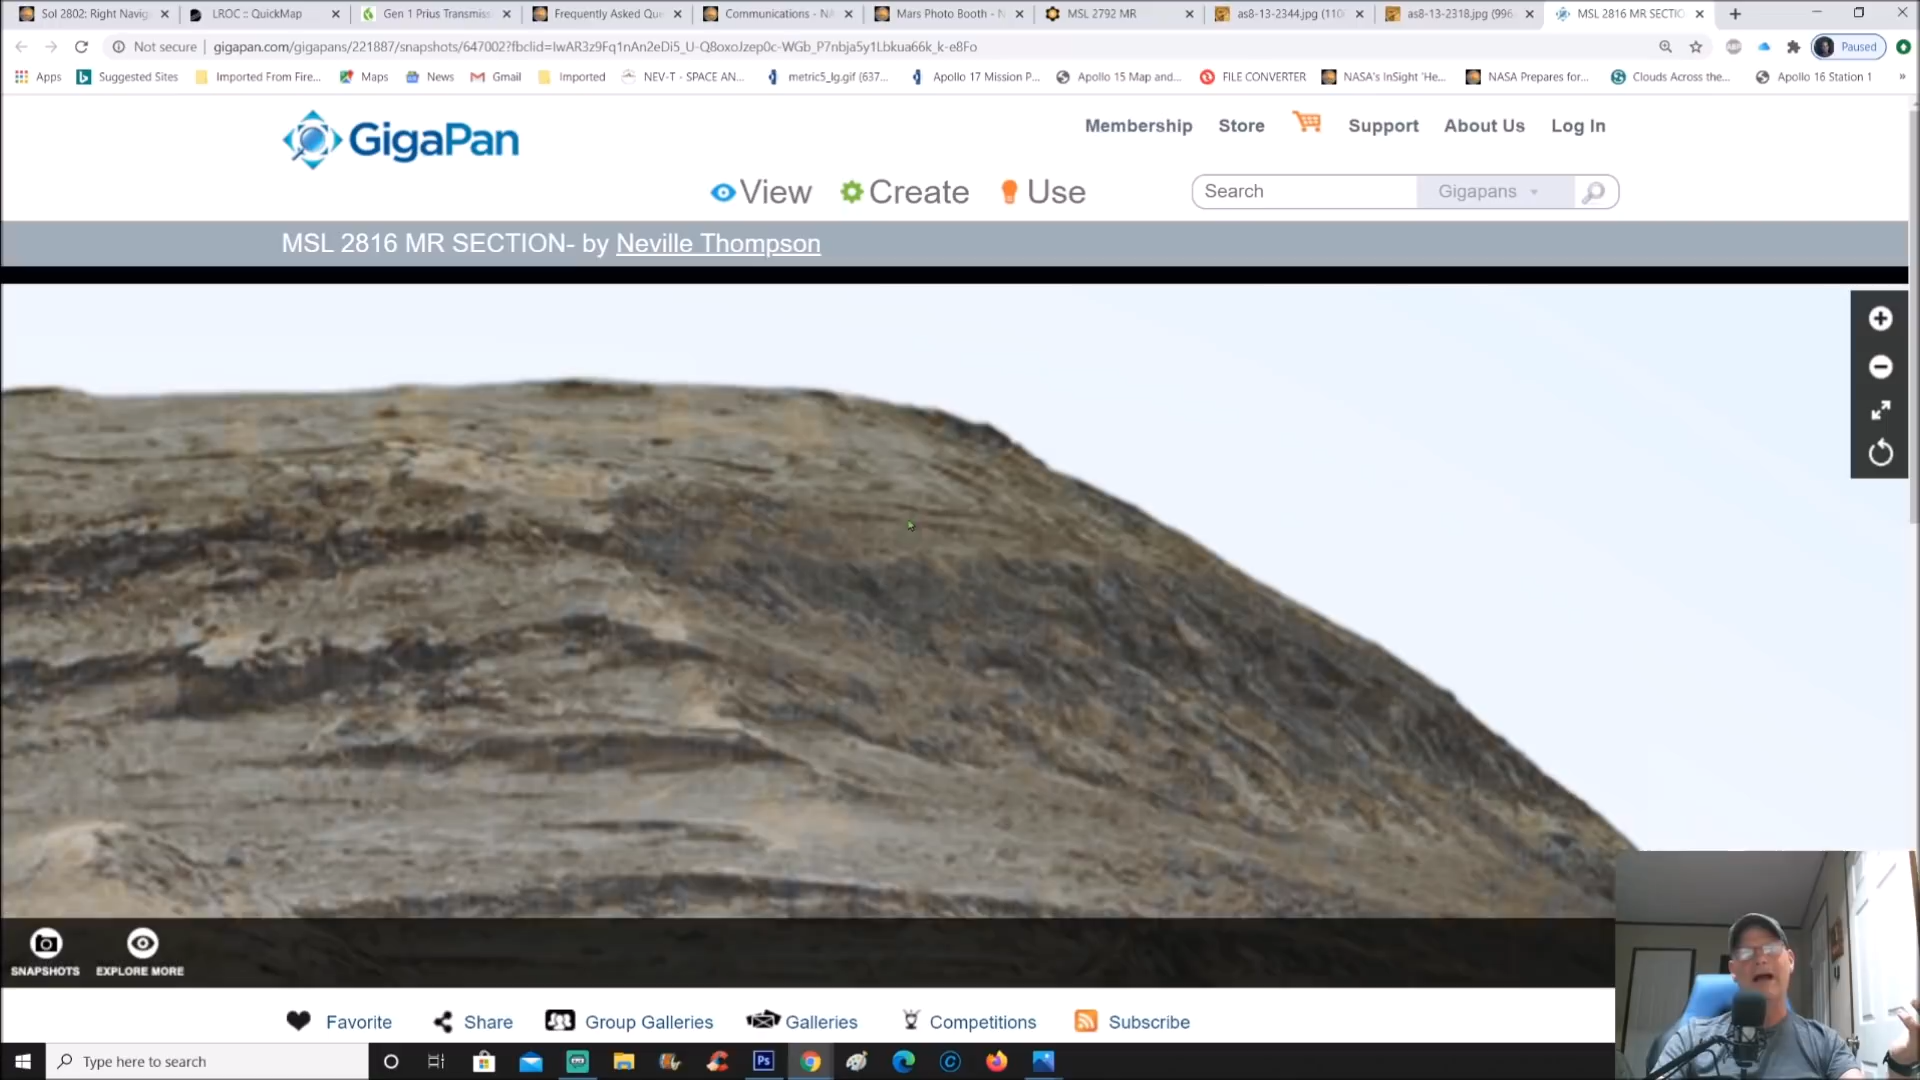 Sol 2802: Right Navig
LROC :: QuickMap
Gen 1 Prius Transmiss
Frequently Asked Que
Communications - NA
Mars Photo Booth - N
MSL 2792 MR
as8-13-2344.jpg (110
as8-13-2318.jpg (996
MSL 2816 MR SECTIO
Not secure
gigapan.com/gigapans/221887/snapshots/647002?fbclid=IwAR3z9Fq1nAn2eDi5_U-Q8oxoJzep0c-WGb_P7nbja5y1Lbkua66k_k-e8Fo
Paused
Apps
Suggested Sites
Imported From Fire...
Maps
News
Gmail
Imported
NEV-T - SPACE AN...
metric5_lg.gif (637...
Apollo 17 Mission P...
Apollo 15 Map and...
FILE CONVERTER
NASA's InSight 'He...
NASA Prepares for...
Clouds Across the...
Apollo 16 Station 1
»
GigaPan
Membership
Store
Support
About Us
Log In
View
Create
Use
Search
Gigapans
MSL 2816 MR SECTION- by Neville Thompson
SNAPSHOTS
EXPLORE MORE
Favorite
Share
Group Galleries
Galleries
Competitions
Subscribe
Type here to search
Ps